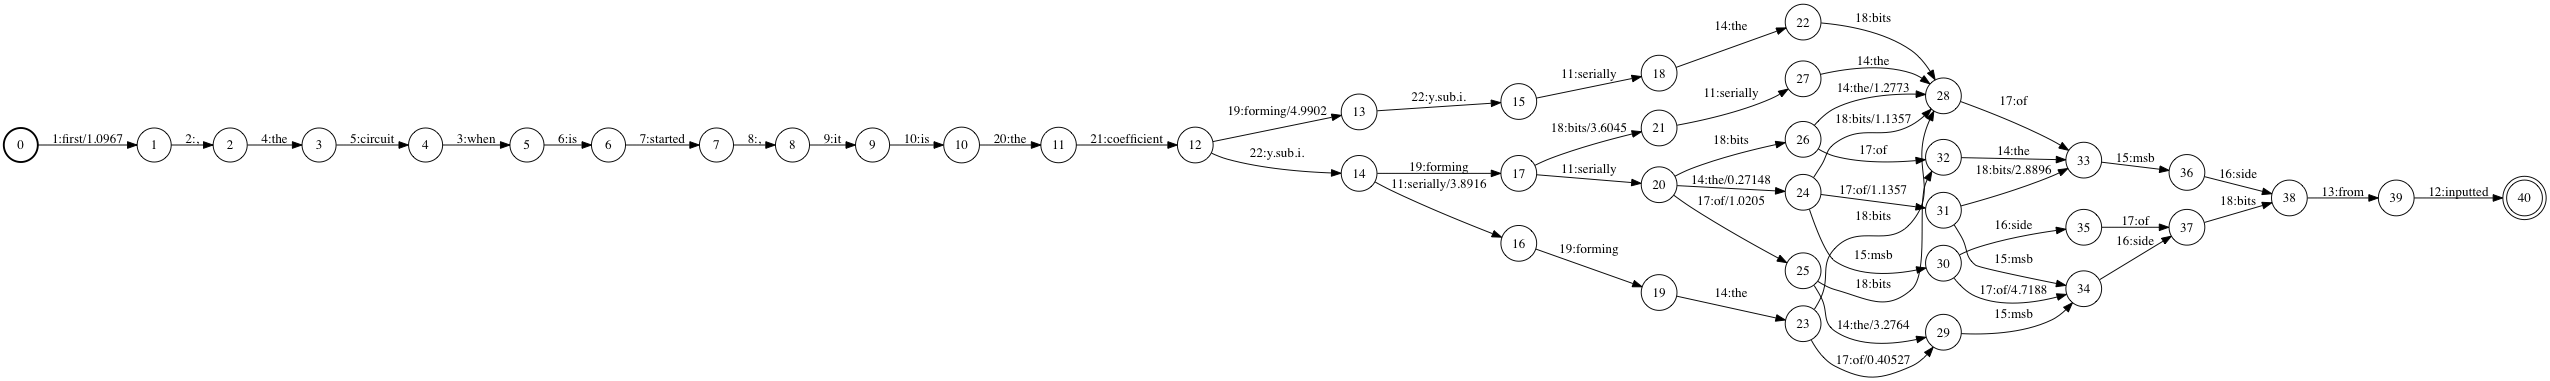 0 1:first/1.0967 1 2:, 2 4:the 3 5:circuit 4 3:when 5 6:is 6 7:started 7 8:, 8 9:it 9 10:is 10 20:the 11 21:coefficient 12
19:forming/4.9902 13 22:y.sub.i. 15 11:serially 18 14:the 22 18:bits
22:y.sub.i. 14 19:forming 17 18:bits/3.6045 21 11:serially 27 14:the
11:serially/3.8916 16 19:forming 19 14:the 23
11:serially 20 18:bits 26 14:the/1.2773 28 17:of
14:the/0.27148 24 18:bits/1.1357
17:of 32 14:the 33 15:msb 36 16:side
17:of/1.0205 25 17:of/1.1357 31 18:bits/2.8896
18:bits
15:msb 30 16:side 35 17:of 37 18:bits 38 13:from 39 12:inputted 40
18:bits 15:msb 16:side
14:the/3.2764 29 17:of/4.7188 34
15:msb
17:of/0.40527